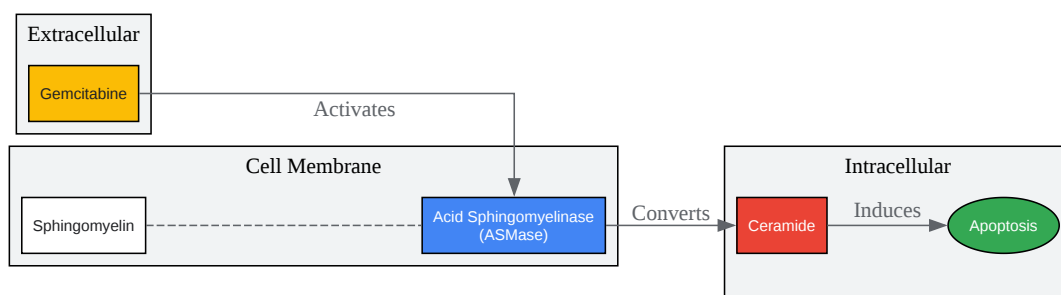 Extracellular
Gemcitabine
Activates
Cell Membrane
Intracellular
Sphingomyelin
Acid Sphingomyelinase
(ASMase)
Converts
Ceramide
Induces
Apoptosis